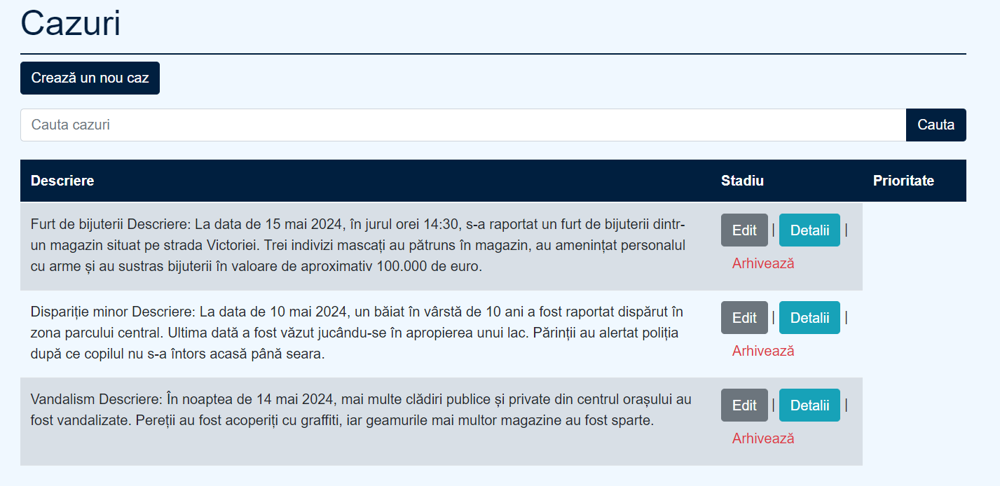 Cazuri
Crează un nou caz
Cauta cazuri Cauta
Descriere Stadiu Prioritate
Furt de bijuterii Descriere: La data de 15 mai 2024, în jurul orei 14:30, s-a raportat un furt de bijuterii dintr-
un magazin situat pe strada Victoriei. Trei indivizi mascați au pătruns în magazin, au amenințat personalul
cu arme și au sustras bijuterii în valoare de aproximativ 100.000 de euro.
Edit | Detalii |
Arhivează
Dispariție minor Descriere: La data de 10 mai 2024, un băiat în vârstă de 10 ani a fost raportat dispărut în
zona parcului central. Ultima dată a fost văzut jucându-se în apropierea unui lac. Părinții au alertat poliția
după ce copilul nu s-a întors acasă până seara.
Edit | Detalii |
Arhivează
Vandalism Descriere: În noaptea de 14 mai 2024, mai multe clădiri publice și private din centrul orașului au
fost vandalizate. Pereții au fost acoperiți cu graffiti, iar geamurile mai multor magazine au fost sparte.
Edit | Detalii |
Arhivează